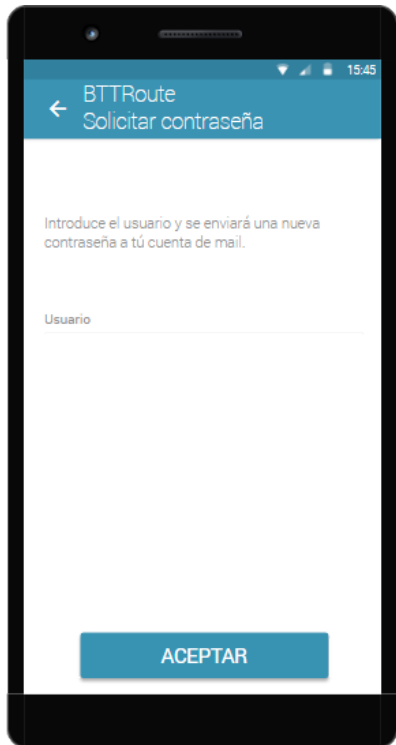 15:45
BTTRoute
Solicitar contraseña
Introduce el usuario y se enviará una nueva
contraseña a tú cuenta de mail.
Usuario
ACEPTAR